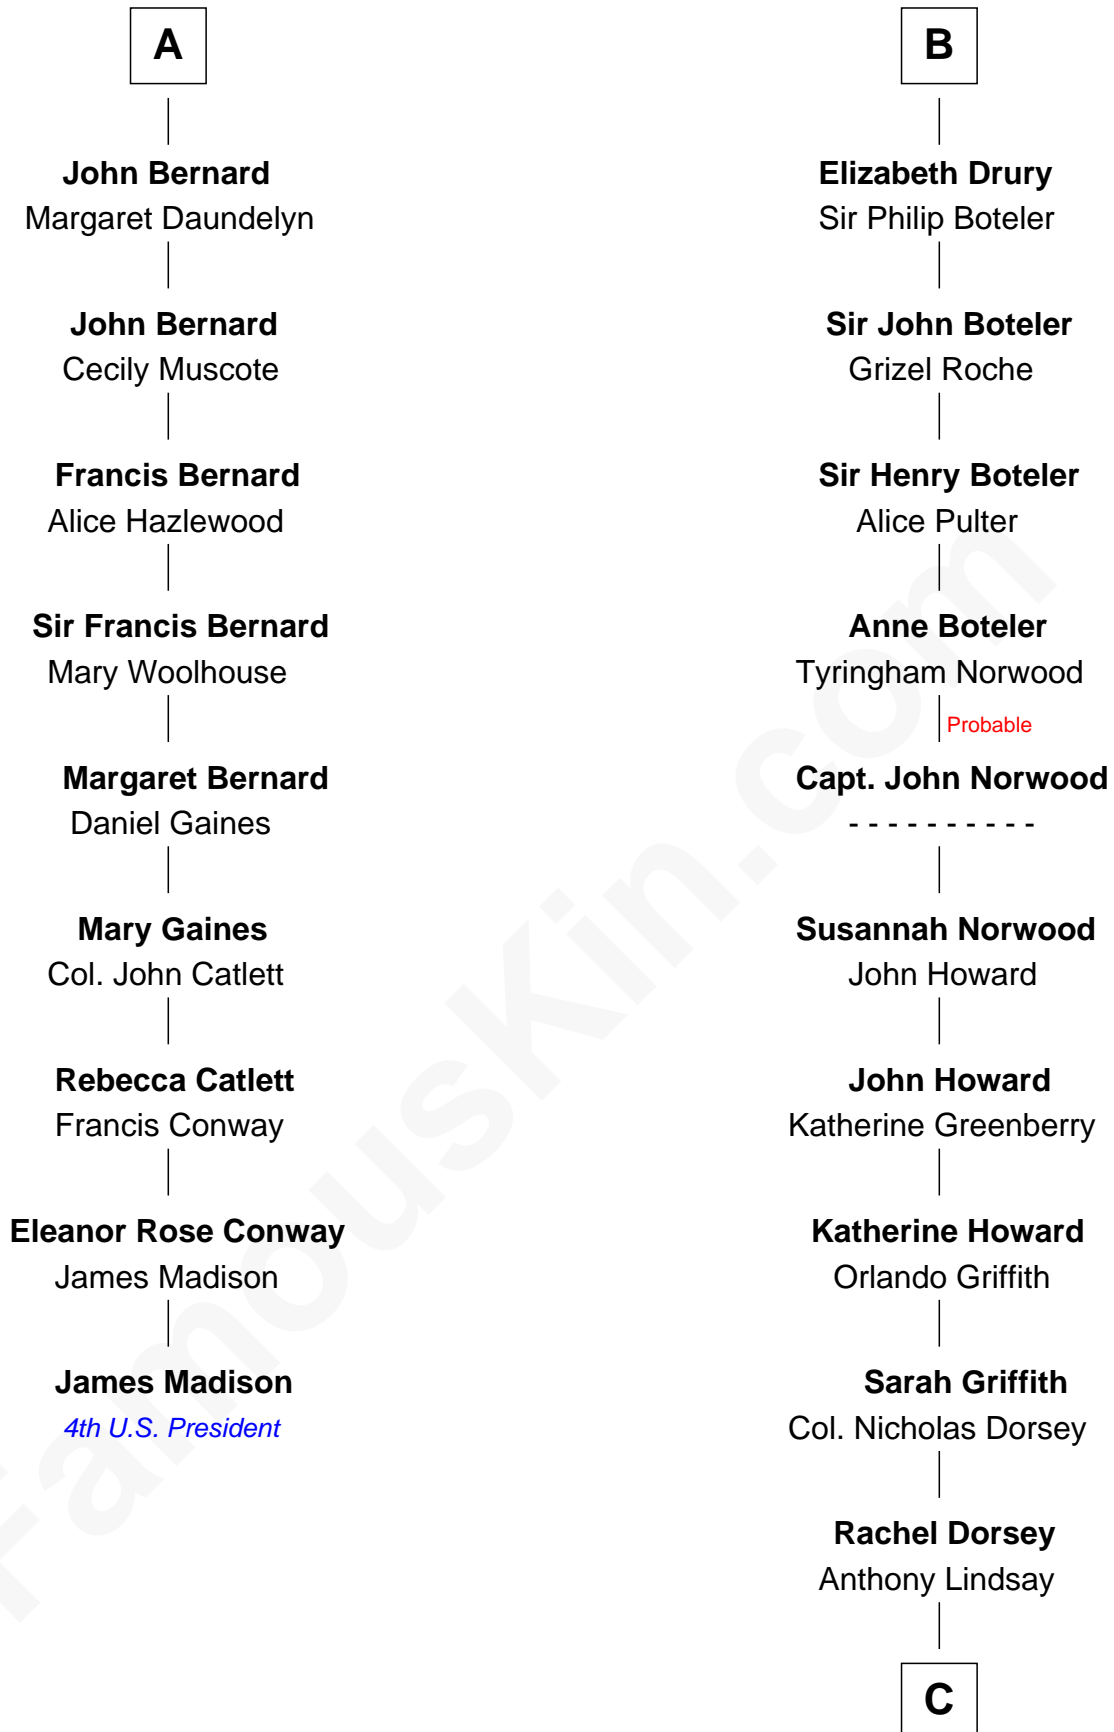 A
John Bernard
Margaret Daundelyn
John Bernard
Cecily Muscote
Francis Bernard
Alice Hazlewood
Sir Francis Bernard
Mary Woolhouse
Margaret Bernard
Daniel Gaines
Mary Gaines
Col. John Catlett
Rebecca Catlett
Francis Conway
Eleanor Rose Conway
James Madison
James Madison
4th U.S. President
B
Elizabeth Drury
Sir Philip Boteler
Sir John Boteler
Grizel Roche
Sir Henry Boteler
Alice Pulter
Anne Boteler
Tyringham Norwood
Probable
Capt. John Norwood
- - - - - - - - - -
Susannah Norwood
John Howard
John Howard
Katherine Greenberry
Katherine Howard
Orlando Griffith
Sarah Griffith
Col. Nicholas Dorsey
Rachel Dorsey
Anthony Lindsay
C
FamousKin.com